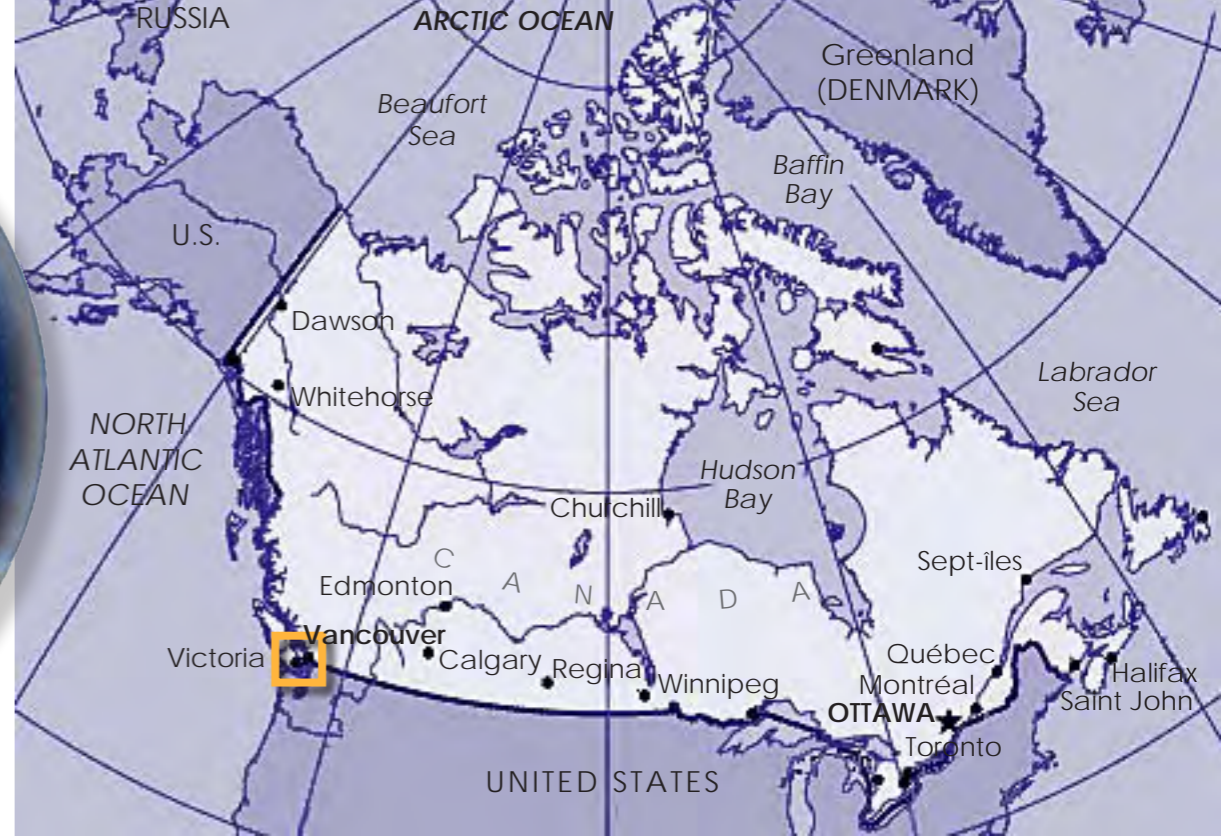 RUSSIA
ARCTIC OCEAN
Greenland
(DENMARK)
Beaufort
Sea
Baffin
Bay
U.S.
Dawson
Whitehorse
Labrador
Sea
NORTH
ATLANTIC
OCEAN
Hudson
Bay
Churchill
CANADA
Sept-îles
Edmonton
Vancouver
Victoria
Calgary
Regina
Winnipeg
Québec
Montréal
OTTAWA
Halifax
Saint John
Toronto
UNITED STATES